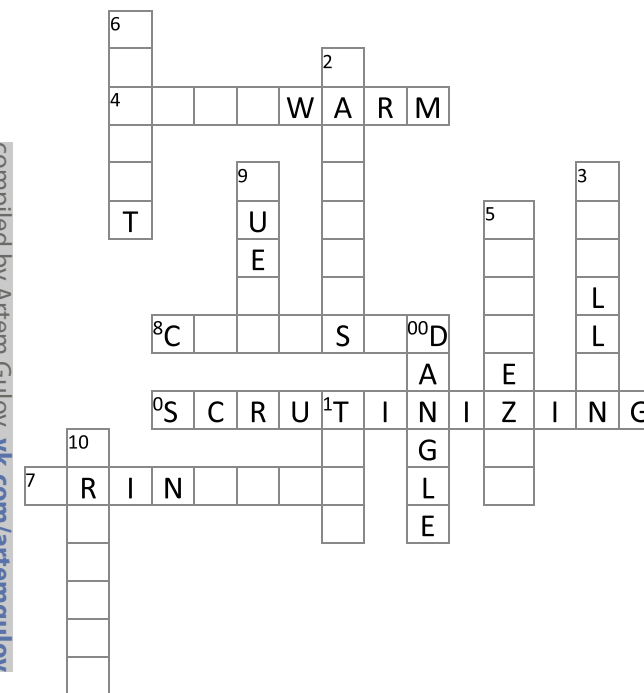 6
2
4 W A R M
9 3
T U 5
E
L
8C S 00D L
A E
0S C R U 1T I N I Z I N G
10 G
7 R I N L
E
compiled by Artem Gulov vk.com/artemgulov